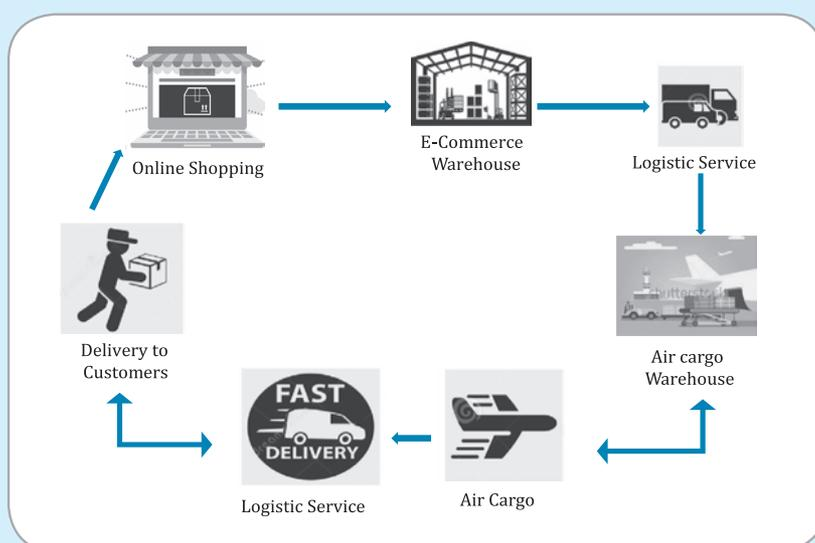 Online Shopping
E-Commerce
Warehouse
Logistic Service
Air cargo
Warehouse
Air Cargo
FAST
DELIVERY
Logistic Service
Delivery to
Customers